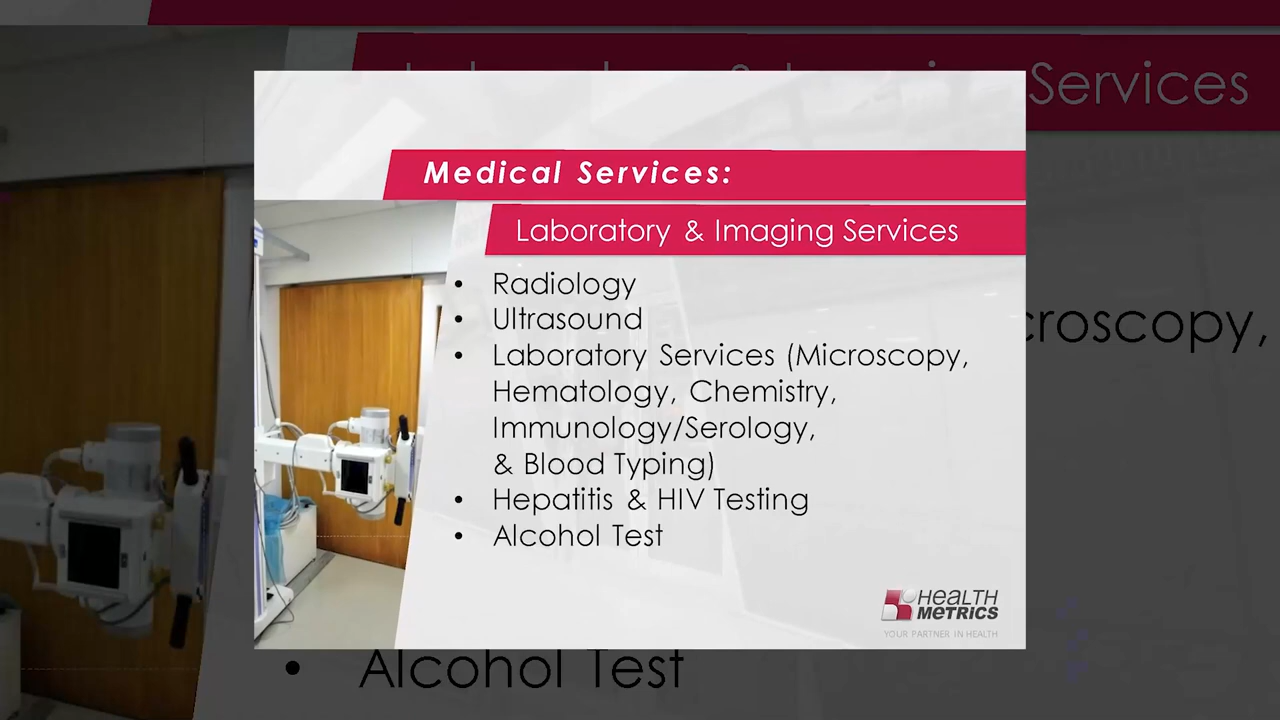 Services
Medical Services:
Laboratory & Imaging Services
• Radiology
• Ultrasound
• Laboratory Services (Microscopy,
Hematology, Chemistry,
Immunology/Serology,
& Blood Typing)
• Hepatitis & HIV Testing
• Alcohol Test
HEALTH
METRICS
YOUR PARTNER IN HEALTH
croscopy,
• Alcohol Test